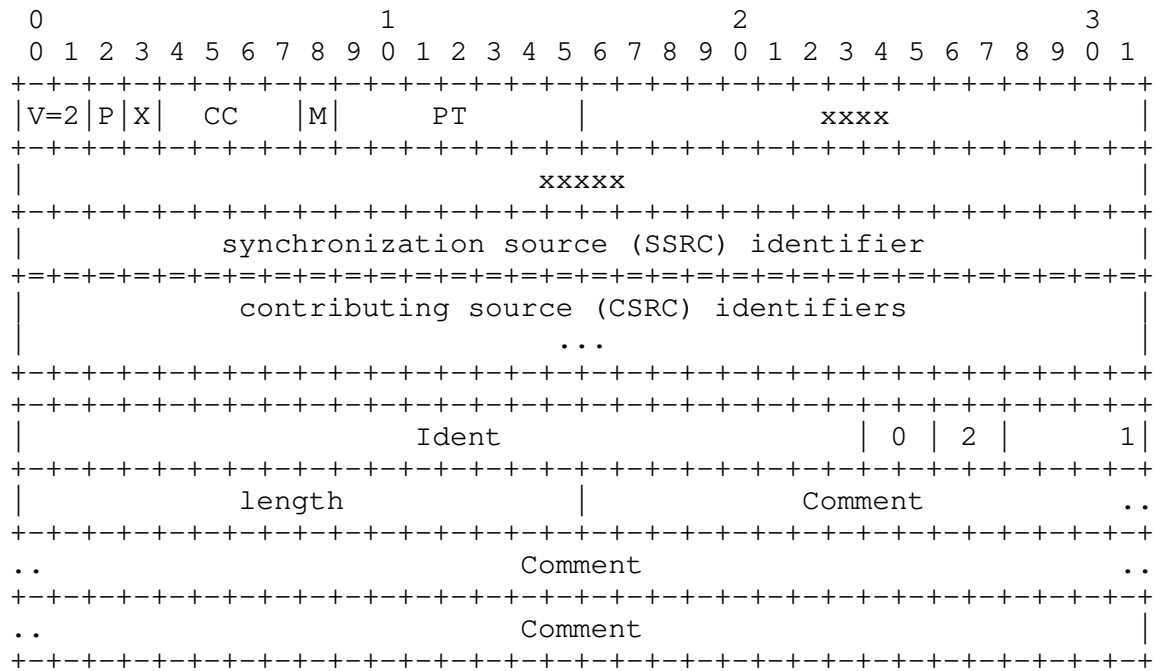 0                   1                   2                   3
 0 1 2 3 4 5 6 7 8 9 0 1 2 3 4 5 6 7 8 9 0 1 2 3 4 5 6 7 8 9 0 1
+-+-+-+-+-+-+-+-+-+-+-+-+-+-+-+-+-+-+-+-+-+-+-+-+-+-+-+-+-+-+-+-+
|V=2|P|X|  CC   |M|     PT      |             xxxx              |
+-+-+-+-+-+-+-+-+-+-+-+-+-+-+-+-+-+-+-+-+-+-+-+-+-+-+-+-+-+-+-+-+
|                             xxxxx                             |
+-+-+-+-+-+-+-+-+-+-+-+-+-+-+-+-+-+-+-+-+-+-+-+-+-+-+-+-+-+-+-+-+
|           synchronization source (SSRC) identifier            |
+=+=+=+=+=+=+=+=+=+=+=+=+=+=+=+=+=+=+=+=+=+=+=+=+=+=+=+=+=+=+=+=+
|            contributing source (CSRC) identifiers             |
|                              ...                              |
+-+-+-+-+-+-+-+-+-+-+-+-+-+-+-+-+-+-+-+-+-+-+-+-+-+-+-+-+-+-+-+-+
+-+-+-+-+-+-+-+-+-+-+-+-+-+-+-+-+-+-+-+-+-+-+-+-+-+-+-+-+-+-+-+-+
|                      Ident                    | 0 | 2 |      1|
+-+-+-+-+-+-+-+-+-+-+-+-+-+-+-+-+-+-+-+-+-+-+-+-+-+-+-+-+-+-+-+-+
|            length             |            Comment           ..
+-+-+-+-+-+-+-+-+-+-+-+-+-+-+-+-+-+-+-+-+-+-+-+-+-+-+-+-+-+-+-+-+
..                           Comment                           ..
+-+-+-+-+-+-+-+-+-+-+-+-+-+-+-+-+-+-+-+-+-+-+-+-+-+-+-+-+-+-+-+-+
..                           Comment                            |
+-+-+-+-+-+-+-+-+-+-+-+-+-+-+-+-+-+-+-+-+-+-+-+-+-+-+-+-+-+-+-+-+